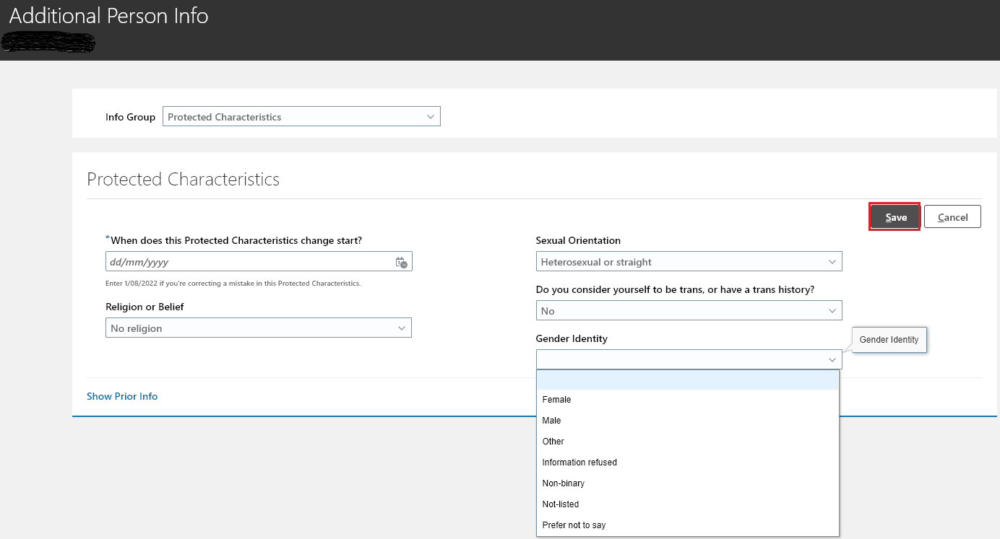 Additional Person Info
Info Group
Protected Characteristics
Protected Characteristics
Save
Cancel
*When does this Protected Characteristics change start?
dd/mm/yyyy
Enter 1/08/2022 if you're correcting a mistake in this Protected Characteristics.
Religion or Belief
No religion
Sexual Orientation
Heterosexual or straight
Do you consider yourself to be trans, or have a trans history?
No
Gender Identity
Gender Identity
Female
Male
Other
Information refused
Non-binary
Not-listed
Prefer not to say
Show Prior Info